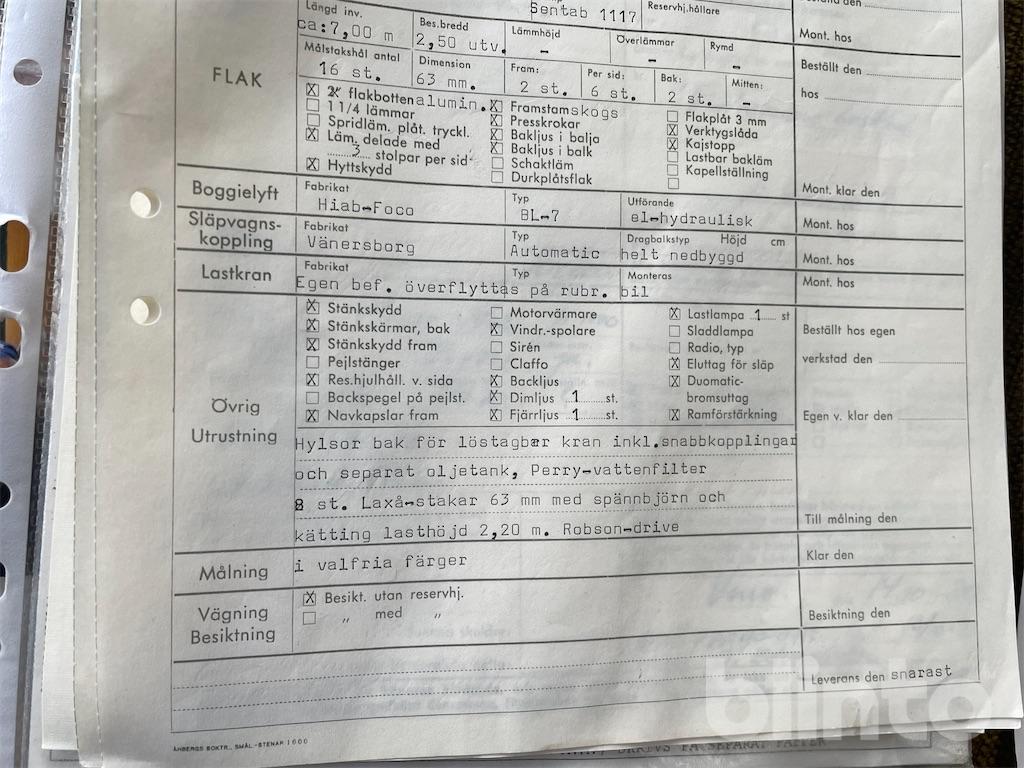 Sentab 1117 Reservhj.hållare
Längd inv. Bes.bredd Lämmhöjd Överlämmar Rymd Mont. hos
ca:7,00 m 2,50 utv. - - -
FLAK
Målstakshål antal Dimension Fram: Per sid: Bak: Mitten: Beställt den
16 st. 63 mm. 2 st. 6 st. 2 st. - hos
X 2" flakbotten alumin. X Framstam skogs Flakplåt 3 mm
1 1/4 lämmar X Presskrokar X Verktygslåda
Spridläm. plåt. tryckl. X Bakljus i balja X Kajstopp
X Läm. delade med X Bakljus i balk Lastbar bakläm
3 stolpar per sid Schaktläm Kapellställning
X Hyttskydd Durkplåtsflak Mont. klar den
Boggielyft Fabrikat Typ Utförande
Hiab-Foco BL-7 el-hydraulisk Mont. hos
Släpvagns-koppling Fabrikat Typ Dragbalkstyp Höjd cm
Vänersborg Automatic helt nedbyggd Mont. hos
Lastkran Fabrikat Typ Monteras Mont. hos
Egen bef. överflyttas på rubr. bil
X Stänkskydd Motorvärmare X Lastlampa 1 st
X Stänkskärmar, bak X Vindr.-spolare Sladdlampa Beställt hos egen
X Stänkskydd fram Sirén Radio, typ
Pejlstänger Claffo X Eluttag för släp verkstad den
X Res.hjulhåll. v. sida X Backljus X Duomatic-
Backspegel på pejlst. X Dimljus 1 st. bromsuttag
X Navkapslar fram X Fjärrljus 1 st. X Ramförstärkning Egen v. klar den
Övrig
Utrustning
Hylsor bak för löstagbar kran inkl.snabbkopplingar
och separat oljetank, Perry-vattenfilter
8 st. Laxå-stakar 63 mm med spännbjörn och
kätting lasthöjd 2,20 m. Robson-drive Till målning den
Målning i valfria färger Klar den
Vägning
Besiktning
X Besikt. utan reservhj.
" med " Besiktning den
Leverans den snarast
ÅHBERGS BOKTR., SMÅL-STENAR 1600
blinto